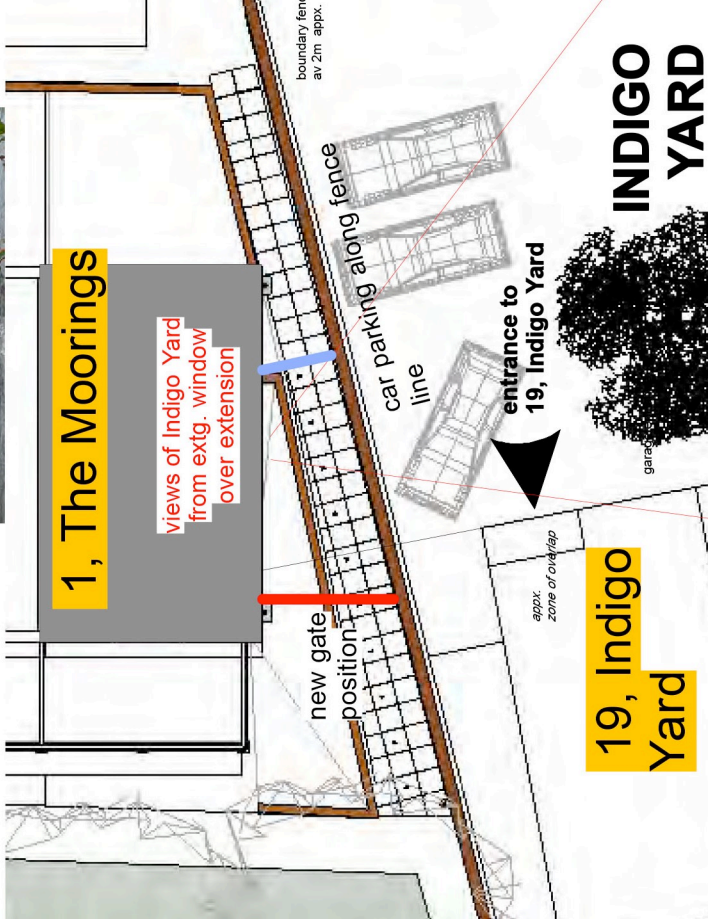 boundary fenc
av 2m appx.
INDIGO
YARD
car parking along fence
line
entrance to
19, Indigo Yard
1, The Moorings
views of Indigo Yard
from extg. window
over extension
appx.
zone of overlap
new gate
position
19, Indigo
Yard